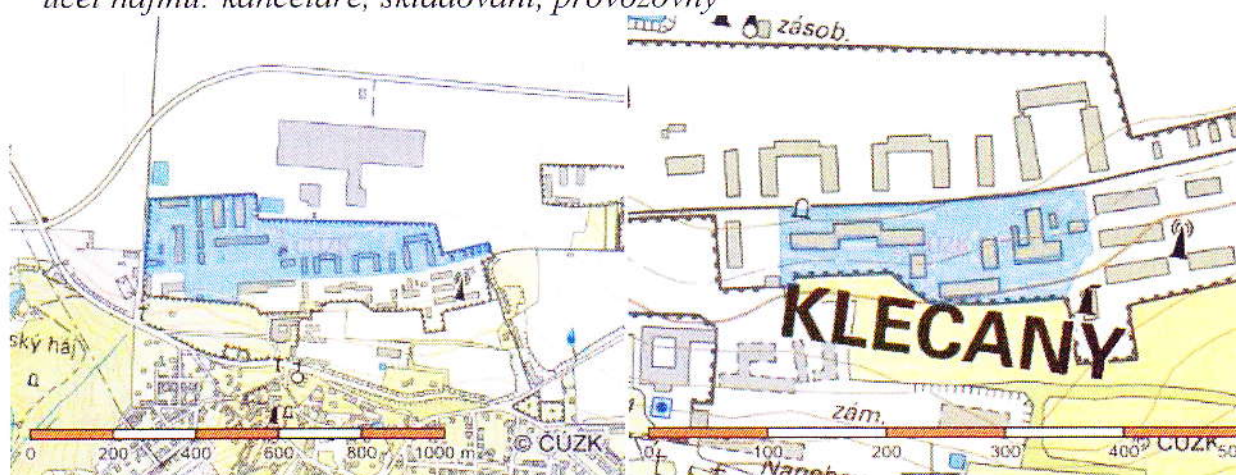 účel nájmu: kanceláře, skladování, provozovny
zásob.
KLECANY
ský háj
zám.
0 200 400 600 800 1000 m
© ČÚZK
0 100 200 300 400 500
© ČÚZK